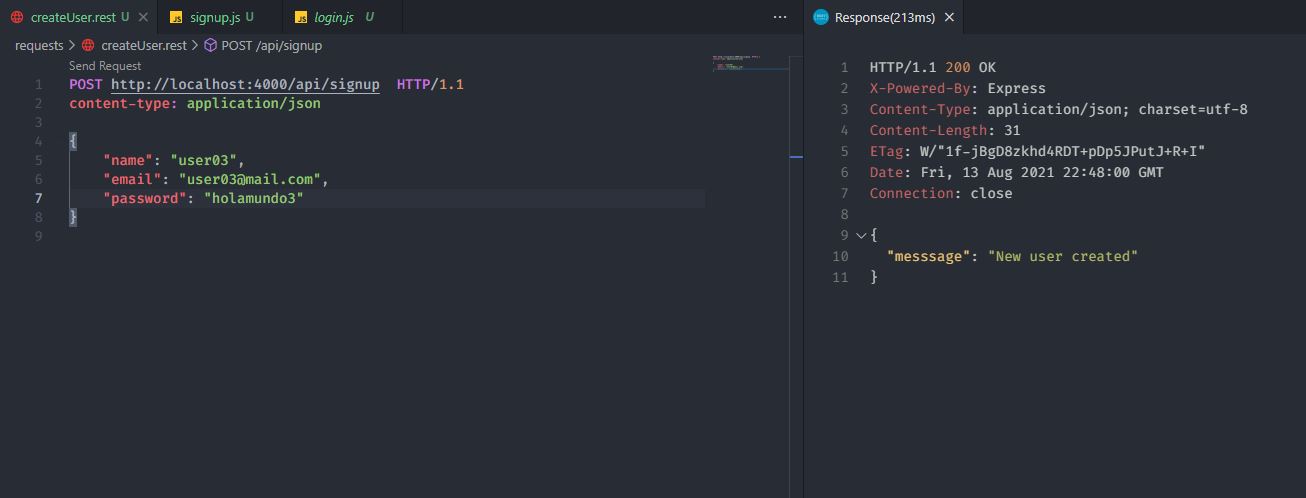 createUser.rest U
signup.js U
login.js U
requests > createUser.rest > POST /api/signup
Send Request
1 POST http://localhost:4000/api/signup HTTP/1.1
2 content-type: application/json
3
4 {
5 "name": "user03",
6 "email": "user03@mail.com",
7 "password": "holamundo3"
8 }
9
Response(213ms)
1 HTTP/1.1 200 OK
2 X-Powered-By: Express
3 Content-Type: application/json; charset=utf-8
4 Content-Length: 31
5 ETag: W/"1f-jBgD8zkhd4RDT+pDp5JPutJ+R+I"
6 Date: Fri, 13 Aug 2021 22:48:00 GMT
7 Connection: close
8
9 {
10 "messsage": "New user created"
11 }